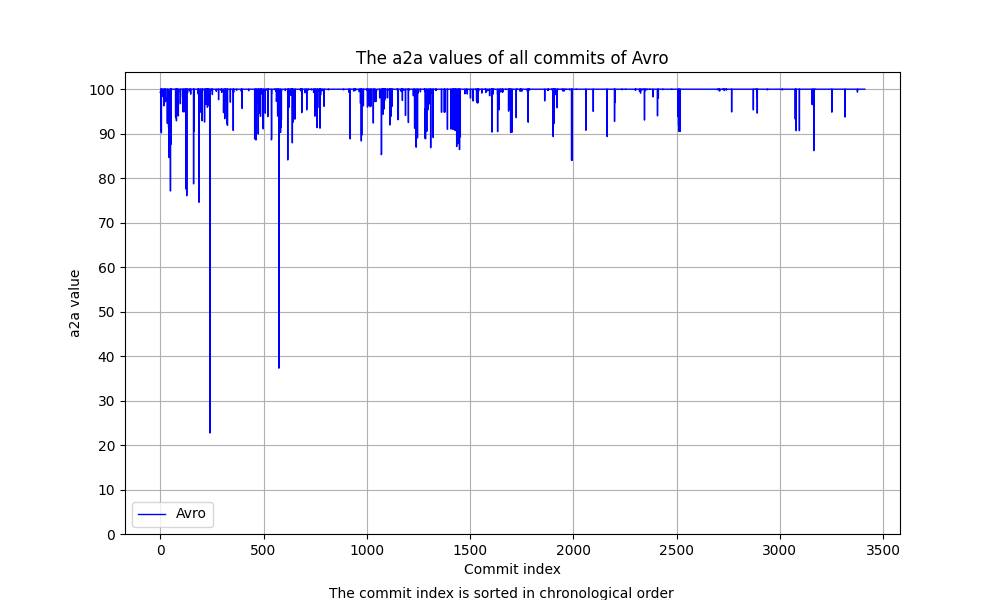 The a2a values of all commits of Avro
a2a value
100
90
80
70
60
50
40
30
20
10
0
Avro
0 500 1000 1500 2000 2500 3000 3500
Commit index
The commit index is sorted in chronological order